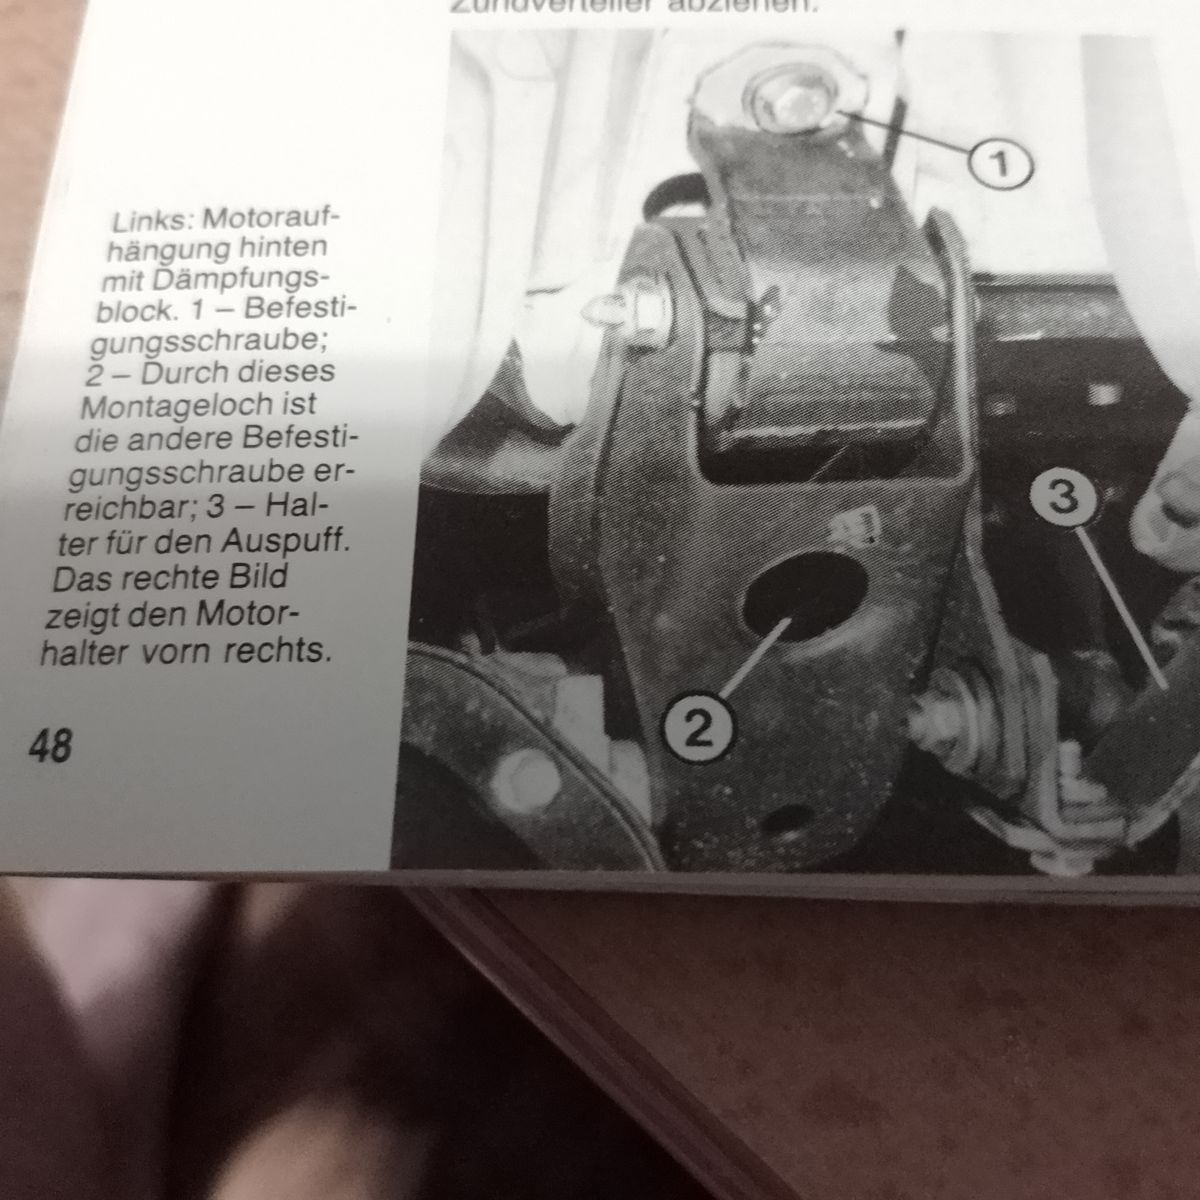 Zündverteiler abziehen.
Links: Motorauf-
hängung hinten
mit Dämpfungs-
block. 1 – Befesti-
gungsschraube;
2 – Durch dieses
Montageloch ist
die andere Befesti-
gungsschraube er-
reichbar; 3 – Hal-
ter für den Auspuff.
Das rechte Bild
zeigt den Motor-
halter vorn rechts.
48
1
3
2